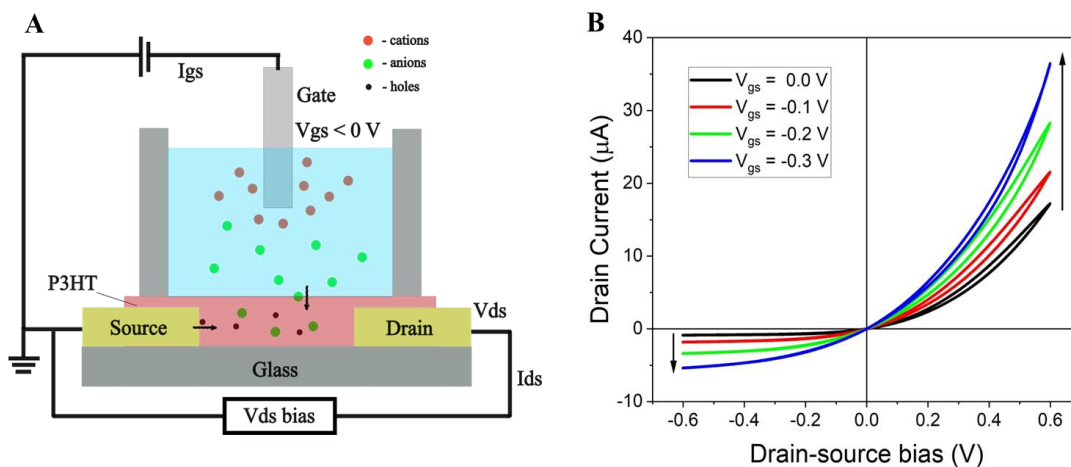 A
Igs
- cations
- anions
- holes
Gate
Vgs < 0 V
P3HT
Source
Drain
Vds
Glass
Ids
Vds bias
B
Drain Current (μA)
40
30
20
10
0
-10
V_gs = 0.0 V
V_gs = -0.1 V
V_gs = -0.2 V
V_gs = -0.3 V
-0.6 -0.4 -0.2 0.0 0.2 0.4 0.6
Drain-source bias (V)